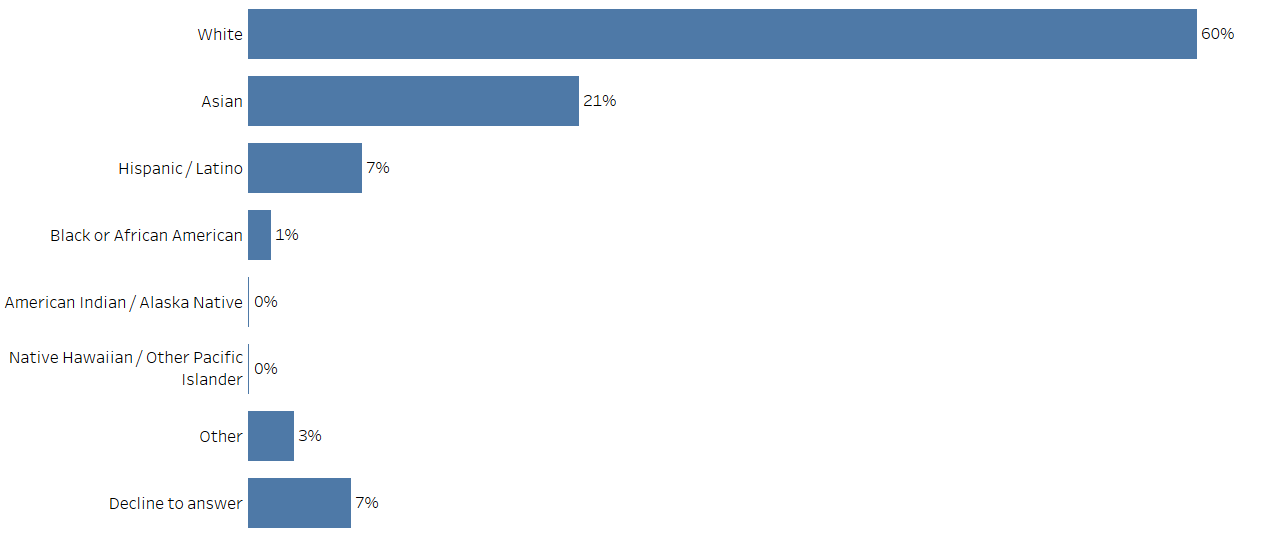 White 60%
Asian 21%
Hispanic / Latino 7%
Black or African American 1%
American Indian / Alaska Native 0%
Native Hawaiian / Other Pacific
Islander 0%
Other 3%
Decline to answer 7%